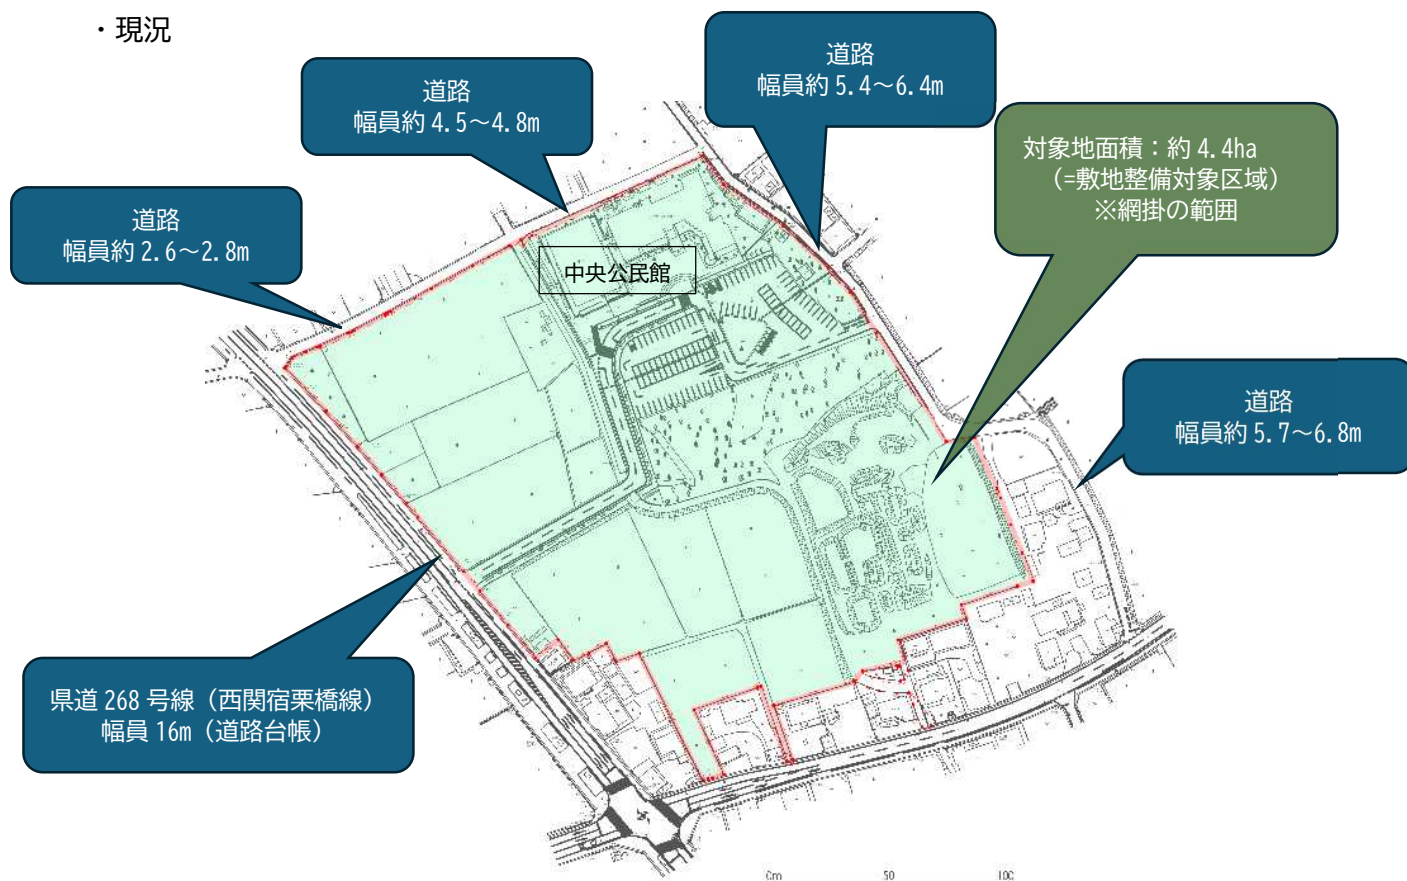 ・現況
道路
幅員約 5.4～6.4m
道路
幅員約 4.5～4.8m
対象地面積：約 4.4ha
（=敷地整備対象区域）
※網掛の範囲
道路
幅員約 2.6～2.8m
中央公民館
道路
幅員約 5.7～6.8m
県道 268 号線（西関宿栗橋線）
幅員 16m（道路台帳）
0m 50 100